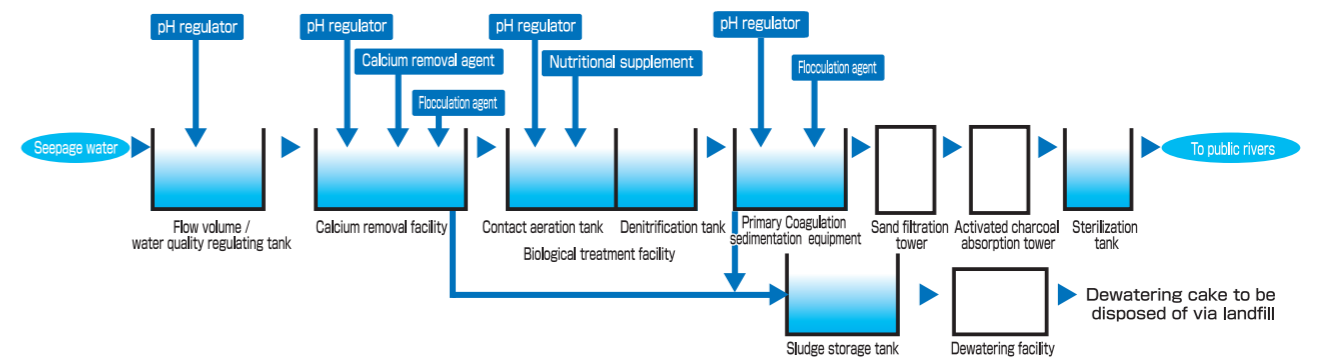 pH regulator
pH regulator
pH regulator
pH regulator
Calcium removal agent
Nutritional supplement
Flocculation agent
Flocculation agent
Seepage water
To public rivers
Flow volume /
water quality regulating tank
Calcium removal facility
Contact aeration tank
Denitrification tank
Biological treatment facility
Primary Coagulation
sedimentation equipment
Sand filtration
tower
Activated charcoal
absorption tower
Sterilization
tank
Sludge storage tank
Dewatering facility
Dewatering cake to be
disposed of via landfill